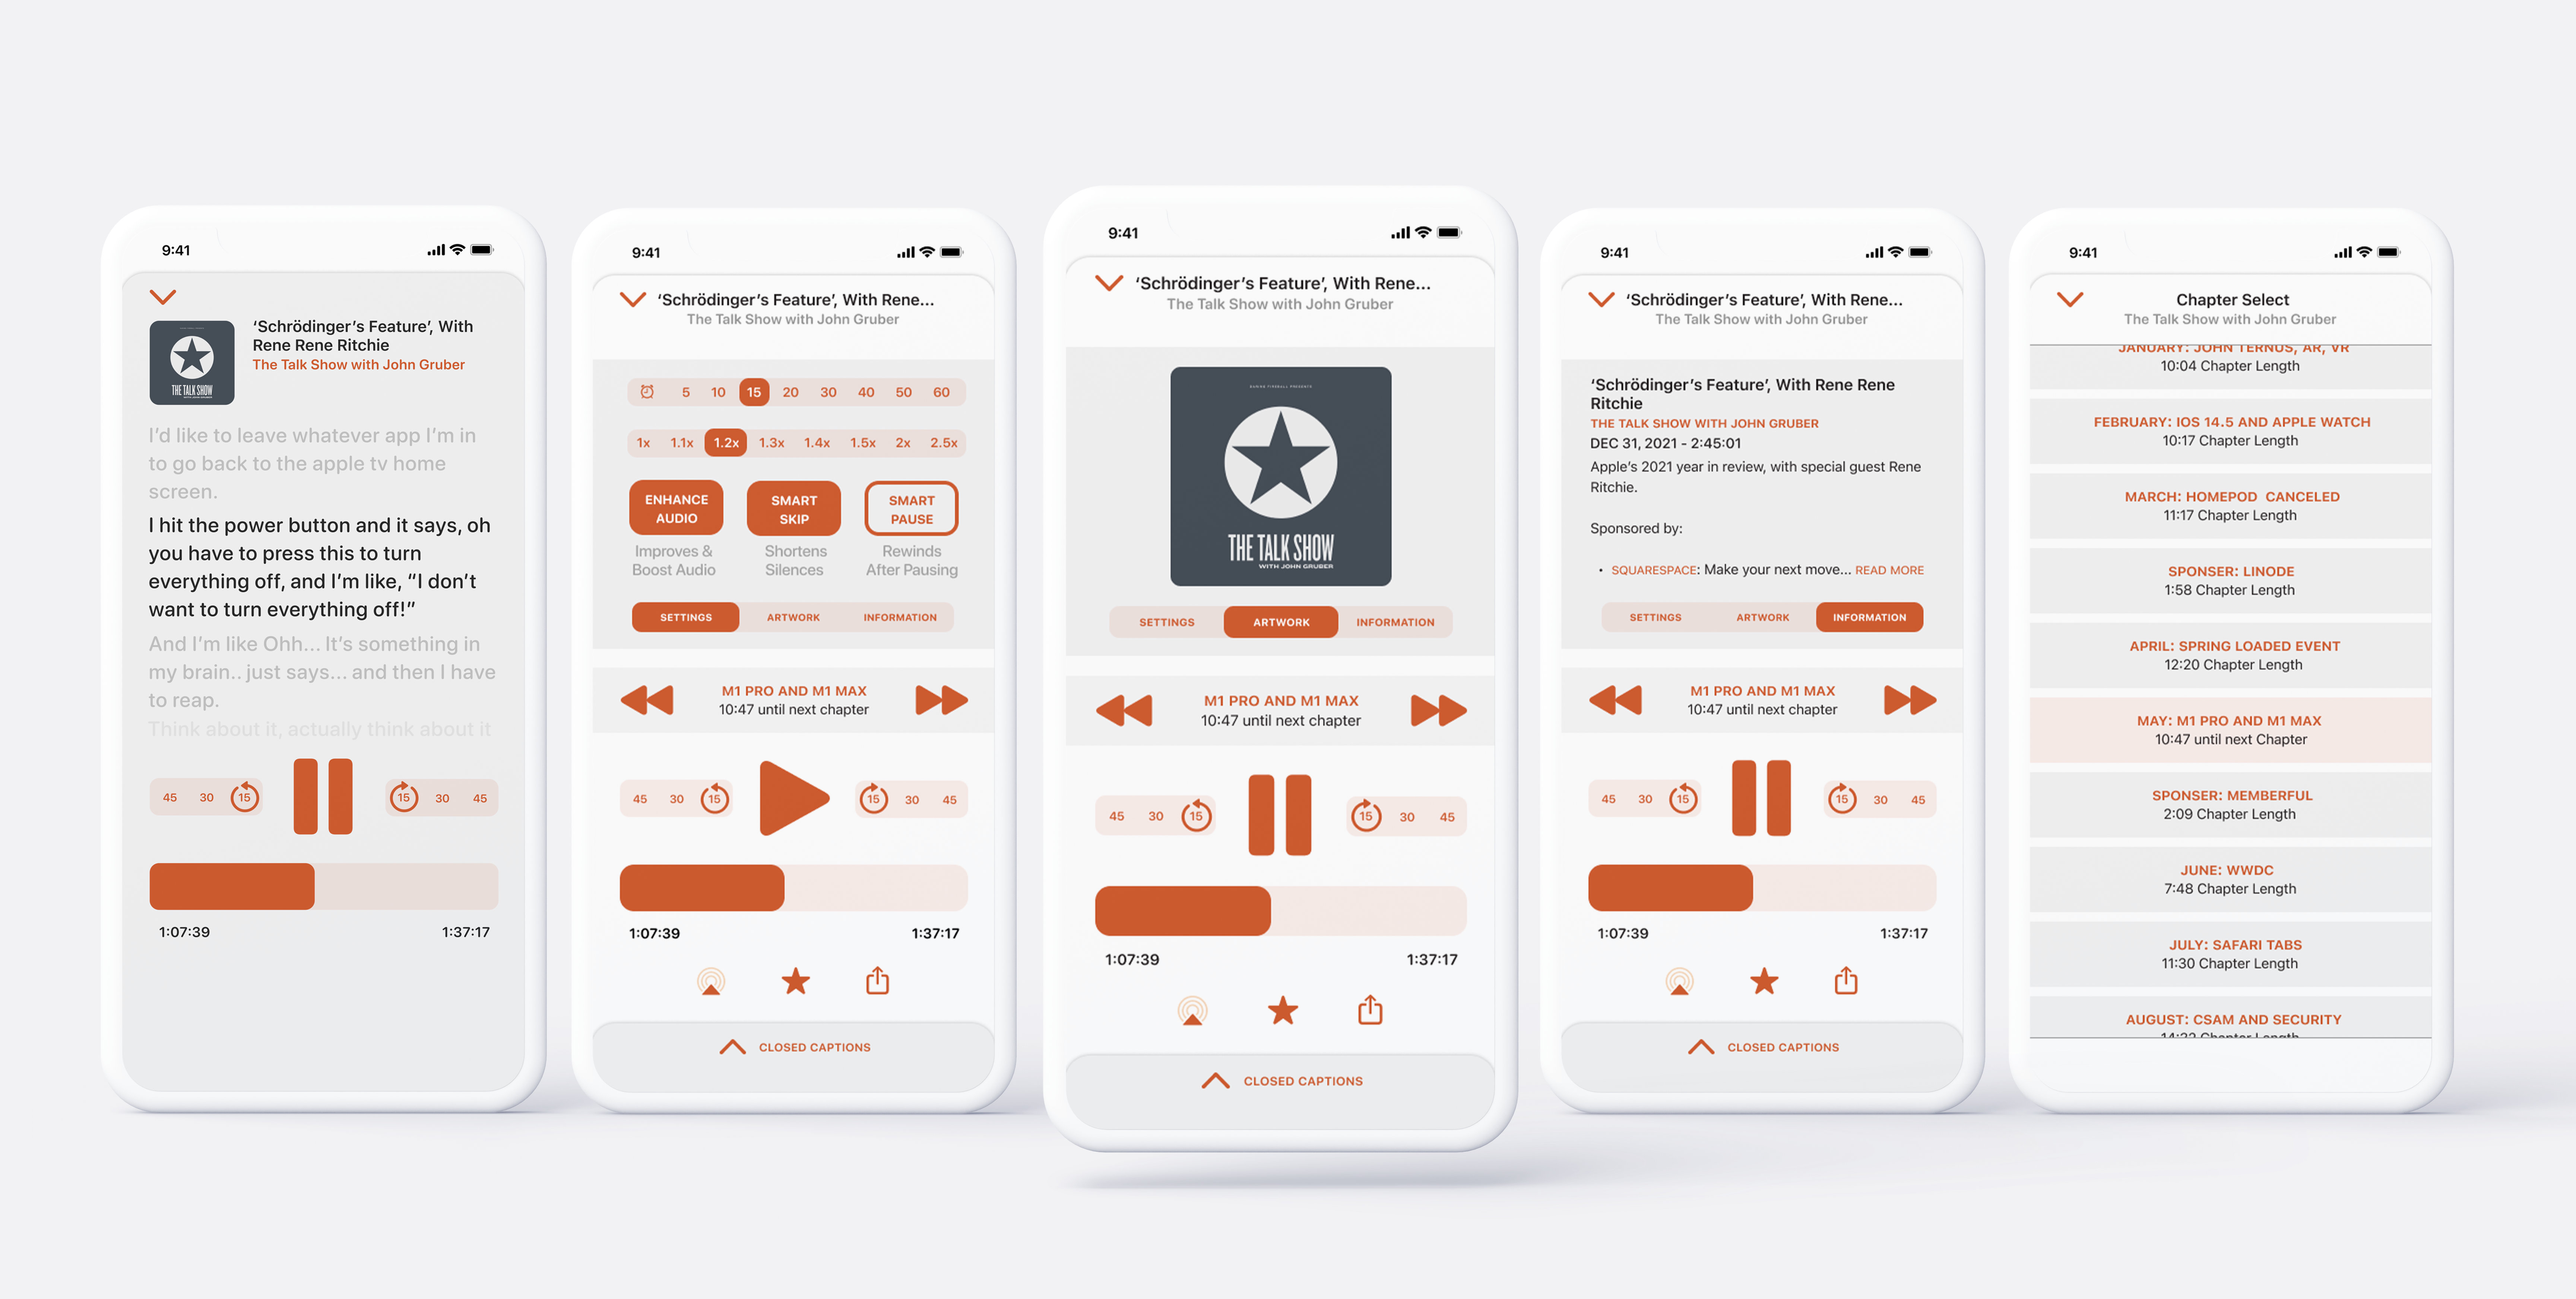 9:41
‘Schrödinger’s Feature’, With
Rene Rene Ritchie
The Talk Show with John Gruber
THE TALK SHOW
WITH JOHN GRUBER
I’d like to leave whatever app I’m in
to go back to the apple tv home
screen.
I hit the power button and it says, oh
you have to press this to turn
everything off, and I’m like, “I don’t
want to turn everything off!”
And I’m like Ohh... It’s something in
my brain.. just says... and then I have
to reap.
Think about it, actually think about it
45 30 15 15 30 45
1:07:39 1:37:17
9:41
‘Schrödinger’s Feature’, With Rene...
The Talk Show with John Gruber
5 10 15 20 30 40 50 60
1x 1.1x 1.2x 1.3x 1.4x 1.5x 2x 2.5x
ENHANCE AUDIO
SMART SKIP
SMART PAUSE
Improves & Boost Audio
Shortens Silences
Rewinds After Pausing
SETTINGS ARTWORK INFORMATION
M1 PRO AND M1 MAX
10:47 until next chapter
45 30 15 15 30 45
1:07:39 1:37:17
CLOSED CAPTIONS
9:41
‘Schrödinger’s Feature’, With Rene...
The Talk Show with John Gruber
DARING FIREBALL PRESENTS
THE TALK SHOW
WITH JOHN GRUBER
SETTINGS ARTWORK INFORMATION
M1 PRO AND M1 MAX
10:47 until next chapter
45 30 15 15 30 45
1:07:39 1:37:17
CLOSED CAPTIONS
9:41
‘Schrödinger’s Feature’, With Rene...
The Talk Show with John Gruber
‘Schrödinger’s Feature’, With Rene Rene
Ritchie
THE TALK SHOW WITH JOHN GRUBER
DEC 31, 2021 - 2:45:01
Apple’s 2021 year in review, with special guest Rene
Ritchie.
Sponsored by:
• SQUARESPACE: Make your next move... READ MORE
SETTINGS ARTWORK INFORMATION
M1 PRO AND M1 MAX
10:47 until next chapter
45 30 15 15 30 45
1:07:39 1:37:17
CLOSED CAPTIONS
9:41
Chapter Select
The Talk Show with John Gruber
JANUARY: JOHN TERNUS, AR, VR
10:04 Chapter Length
FEBRUARY: IOS 14.5 AND APPLE WATCH
10:17 Chapter Length
MARCH: HOMEPOD CANCELED
11:17 Chapter Length
SPONSER: LINODE
1:58 Chapter Length
APRIL: SPRING LOADED EVENT
12:20 Chapter Length
MAY: M1 PRO AND M1 MAX
10:47 until next Chapter
SPONSER: MEMBERFUL
2:09 Chapter Length
JUNE: WWDC
7:48 Chapter Length
JULY: SAFARI TABS
11:30 Chapter Length
AUGUST: CSAM AND SECURITY
Chapter Length